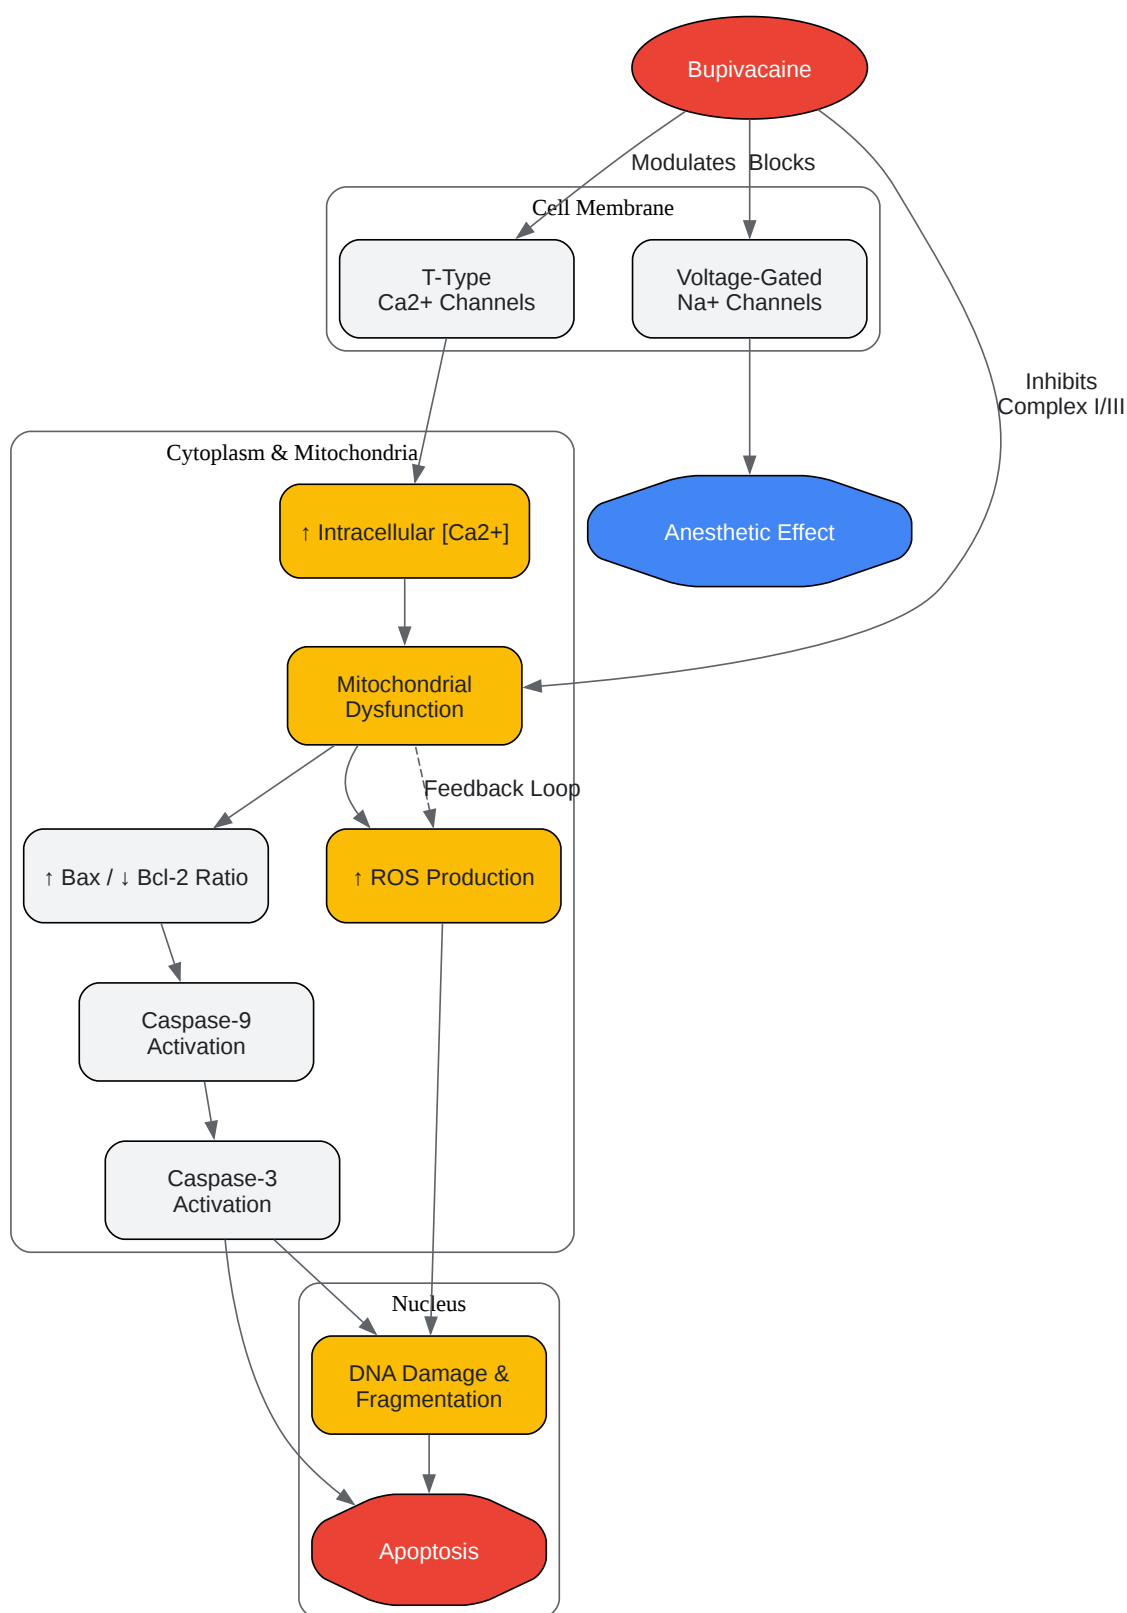 Bupivacaine
Modulates
Blocks
Cell Membrane
T-Type
Ca2+ Channels
Voltage-Gated
Na+ Channels
Inhibits
Complex I/III
Cytoplasm & Mitochondria
↑ Intracellular [Ca2+]
Anesthetic Effect
Mitochondrial
Dysfunction
Feedback Loop
↑ Bax / ↓ Bcl-2 Ratio
↑ ROS Production
Caspase-9
Activation
Caspase-3
Activation
Nucleus
DNA Damage &
Fragmentation
Apoptosis